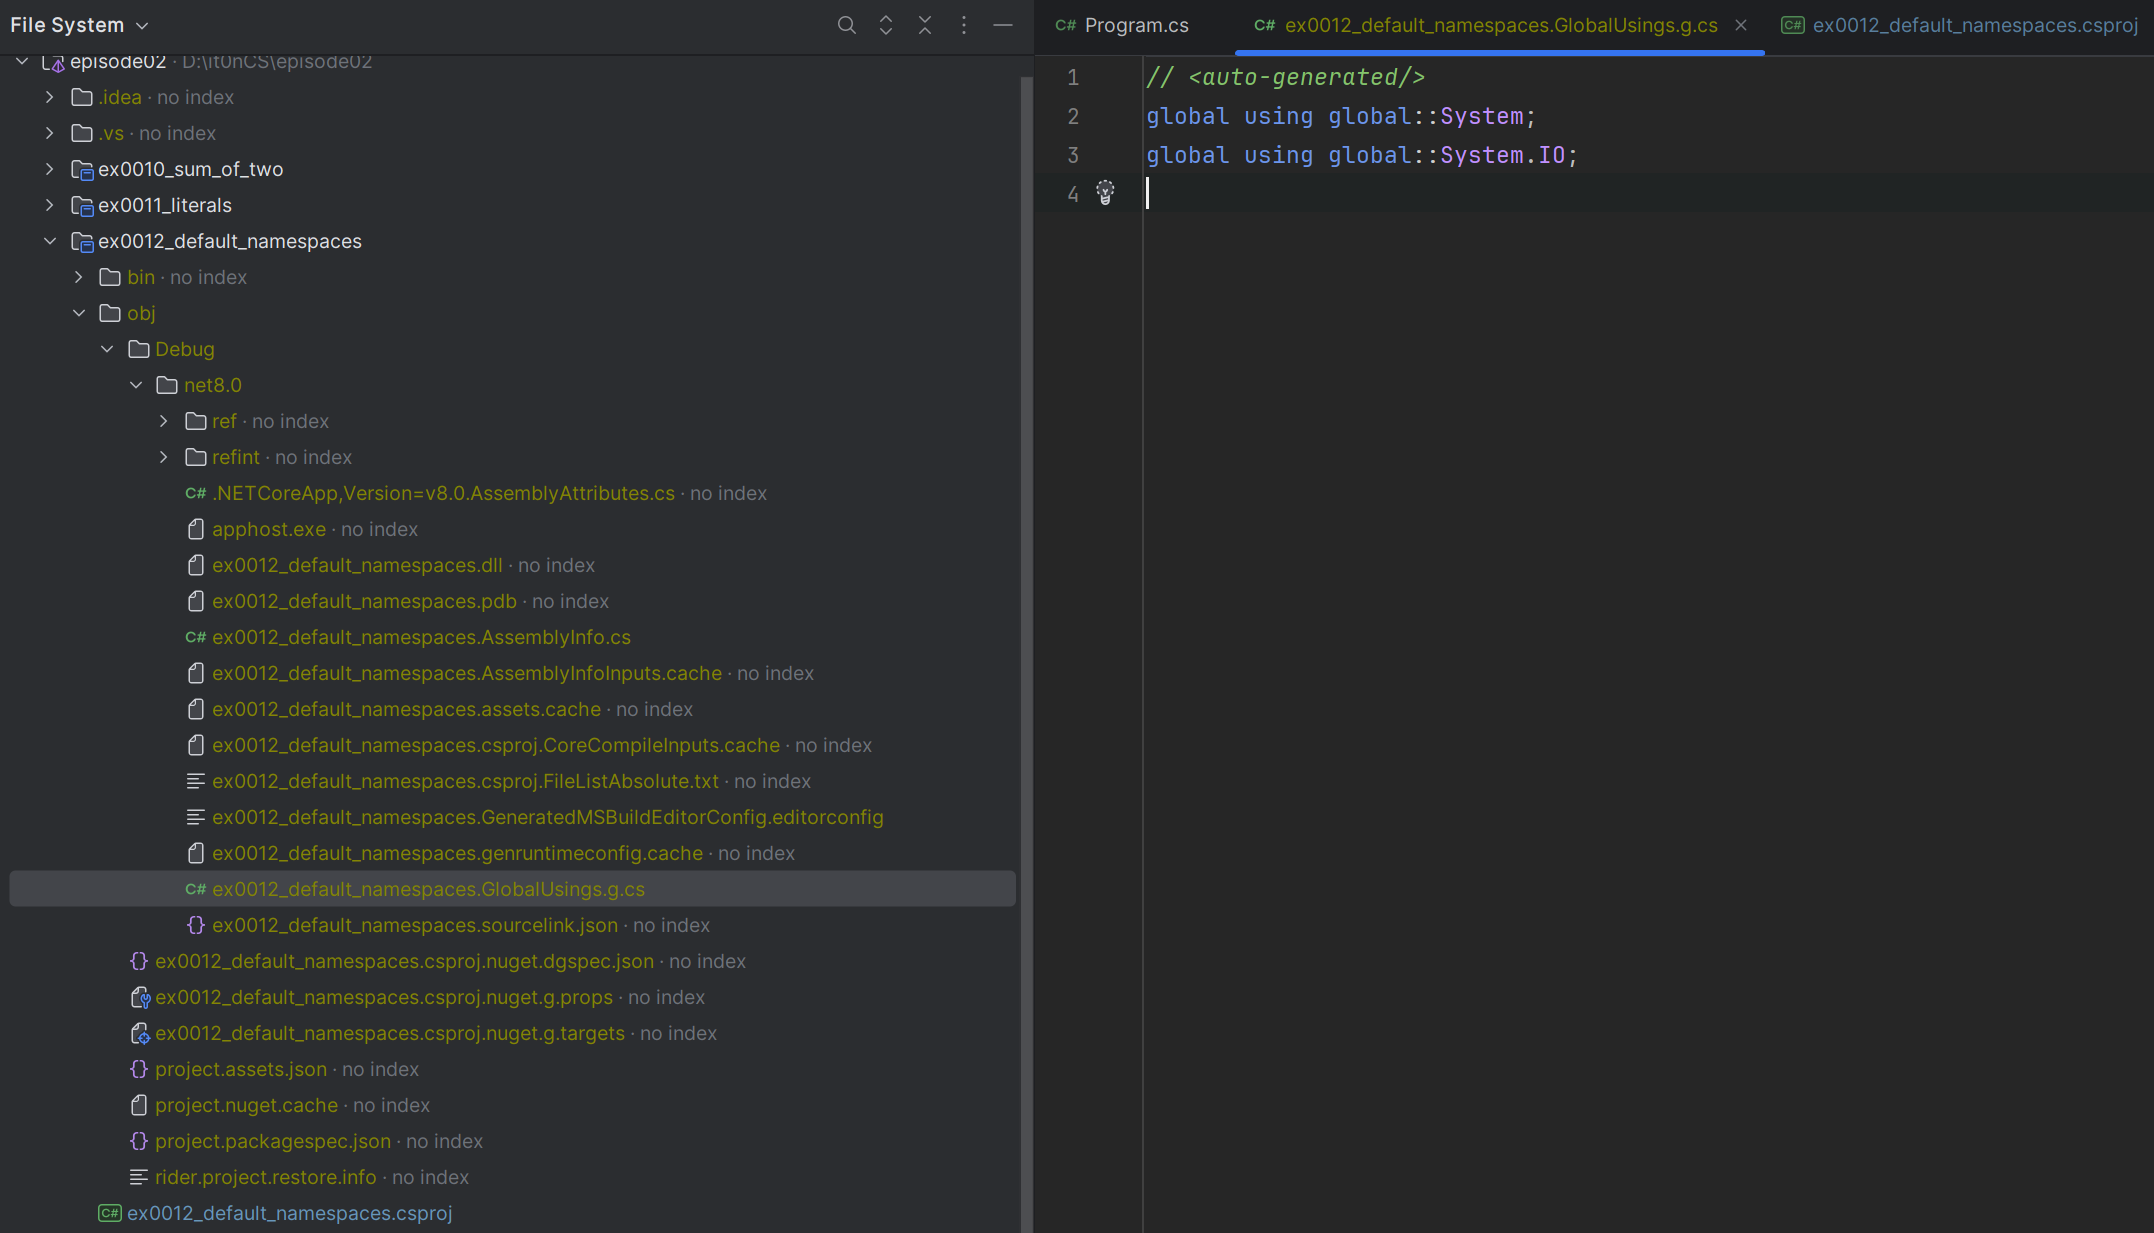 File System
episode02 · D:\it0nCS\episode02
.idea · no index
.vs · no index
ex0010_sum_of_two
ex0011_literals
ex0012_default_namespaces
bin · no index
obj
Debug
net8.0
ref · no index
refint · no index
C# .NETCoreApp,Version=v8.0.AssemblyAttributes.cs · no index
apphost.exe · no index
ex0012_default_namespaces.dll · no index
ex0012_default_namespaces.pdb · no index
C# ex0012_default_namespaces.AssemblyInfo.cs
ex0012_default_namespaces.AssemblyInfoInputs.cache · no index
ex0012_default_namespaces.assets.cache · no index
ex0012_default_namespaces.csproj.CoreCompileInputs.cache · no index
ex0012_default_namespaces.csproj.FileListAbsolute.txt · no index
ex0012_default_namespaces.GeneratedMSBuildEditorConfig.editorconfig
ex0012_default_namespaces.genruntimeconfig.cache · no index
C# ex0012_default_namespaces.GlobalUsings.g.cs
{} ex0012_default_namespaces.sourcelink.json · no index
{} ex0012_default_namespaces.csproj.nuget.dgspec.json · no index
ex0012_default_namespaces.csproj.nuget.g.props · no index
ex0012_default_namespaces.csproj.nuget.g.targets · no index
{} project.assets.json · no index
project.nuget.cache · no index
{} project.packagespec.json · no index
rider.project.restore.info · no index
C# ex0012_default_namespaces.csproj
C# Program.cs
C# ex0012_default_namespaces.GlobalUsings.g.cs
C# ex0012_default_namespaces.csproj
1 // <auto-generated/>
2 global using global::System;
3 global using global::System.IO;
4